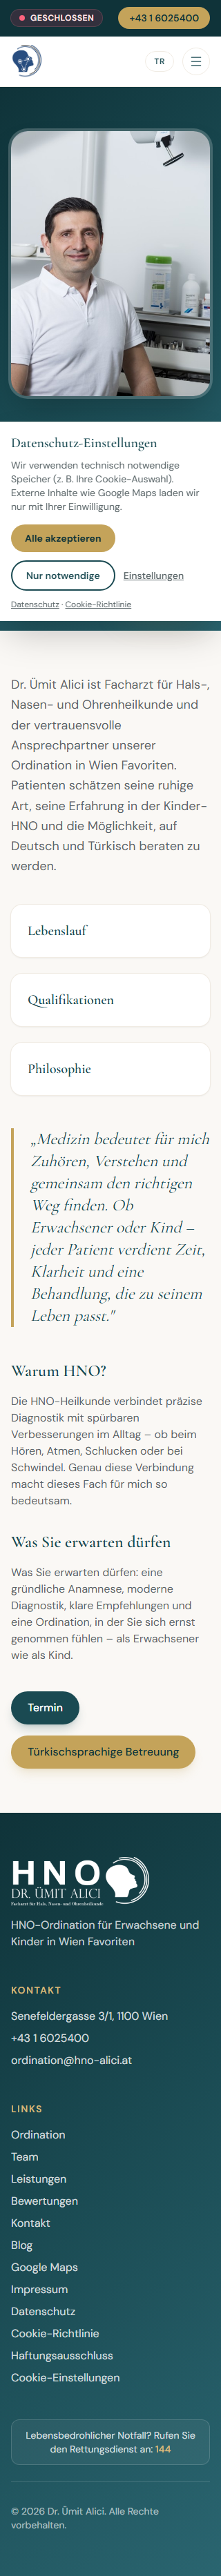 GESCHLOSSEN
+43 1 6025400
TR
Datenschutz-Einstellungen
Wir verwenden technisch notwendige
Speicher (z. B. Ihre Cookie-Auswahl).
Externe Inhalte wie Google Maps laden wir
nur mit Ihrer Einwilligung.
Alle akzeptieren
Nur notwendige
Einstellungen
Datenschutz · Cookie-Richtlinie
Dr. Ümit Alici ist Facharzt für Hals-,
Nasen- und Ohrenheilkunde und
der vertrauensvolle
Ansprechpartner unserer
Ordination in Wien Favoriten.
Patienten schätzen seine ruhige
Art, seine Erfahrung in der Kinder-
HNO und die Möglichkeit, auf
Deutsch und Türkisch beraten zu
werden.
Lebenslauf
Qualifikationen
Philosophie
„Medizin bedeutet für mich
Zuhören, Verstehen und
gemeinsam den richtigen
Weg finden. Ob
Erwachsener oder Kind –
jeder Patient verdient Zeit,
Klarheit und eine
Behandlung, die zu seinem
Leben passt."
Warum HNO?
Die HNO-Heilkunde verbindet präzise
Diagnostik mit spürbaren
Verbesserungen im Alltag – ob beim
Hören, Atmen, Schlucken oder bei
Schwindel. Genau diese Verbindung
macht dieses Fach für mich so
bedeutsam.
Was Sie erwarten dürfen
Was Sie erwarten dürfen: eine
gründliche Anamnese, moderne
Diagnostik, klare Empfehlungen und
eine Ordination, in der Sie sich ernst
genommen fühlen – als Erwachsener
wie als Kind.
Termin
Türkischsprachige Betreuung
HNO
DR. ÜMIT ALICI
Facharzt für Hals, Nasen- und Ohrenheilkunde
HNO-Ordination für Erwachsene und
Kinder in Wien Favoriten
KONTAKT
Senefeldergasse 3/1, 1100 Wien
+43 1 6025400
ordination@hno-alici.at
LINKS
Ordination
Team
Leistungen
Bewertungen
Kontakt
Blog
Google Maps
Impressum
Datenschutz
Cookie-Richtlinie
Haftungsausschluss
Cookie-Einstellungen
Lebensbedrohlicher Notfall? Rufen Sie
den Rettungsdienst an: 144
© 2026 Dr. Ümit Alici. Alle Rechte
vorbehalten.